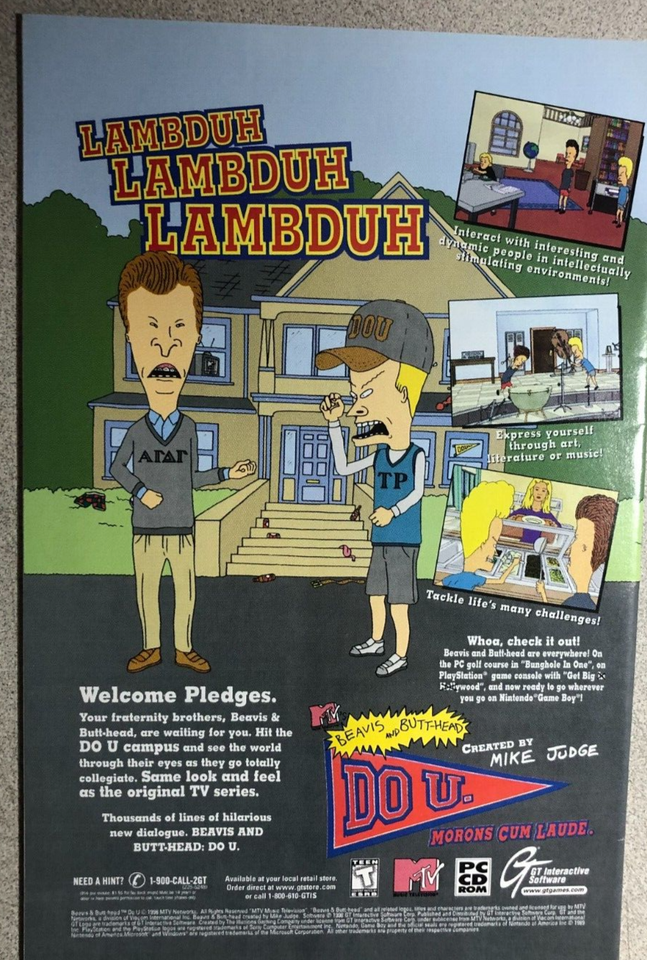 LAMBDUH
LAMBDUH
LAMBDUH
Interact with interesting and
dynamic people in intellectually
stimulating environments!
DOU
ΑΓΑΓ
TP
Express yourself
through art,
literature or music!
Tackle life's many challenges!
Whoa, check it out!
Beavis and Butt-head are everywhere! On
the PC golf course in "Bunghole In One", on
PlayStation® game console with "Get Big
and now ready to go wherever
you go on Nintendo® Game Boy®!
Welcome Pledges.
Your fraternity brothers, Beavis &
Butt-head, are waiting for you. Hit the
DO U campus and see the world
through their eyes as they go totally
collegiate. Same look and feel
as the original TV series.
Thousands of lines of hilarious
new dialogue. BEAVIS AND
BUTT-HEAD: DO U.
MTV
BEAVIS AND BUTT-HEAD
CREATED BY
MIKE JUDGE
DO U.
MORONS CUM LAUDE.
NEED A HINT? 1-900-CALL-2GT
Available at your local retail store.
Order direct at www.gtstore.com
or call 1-800-610-GTIS
TEEN
T
ESRB
MTV
MUSIC TELEVISION
PC
CD
ROM
GT
GT Interactive
Software
www.gtgames.com